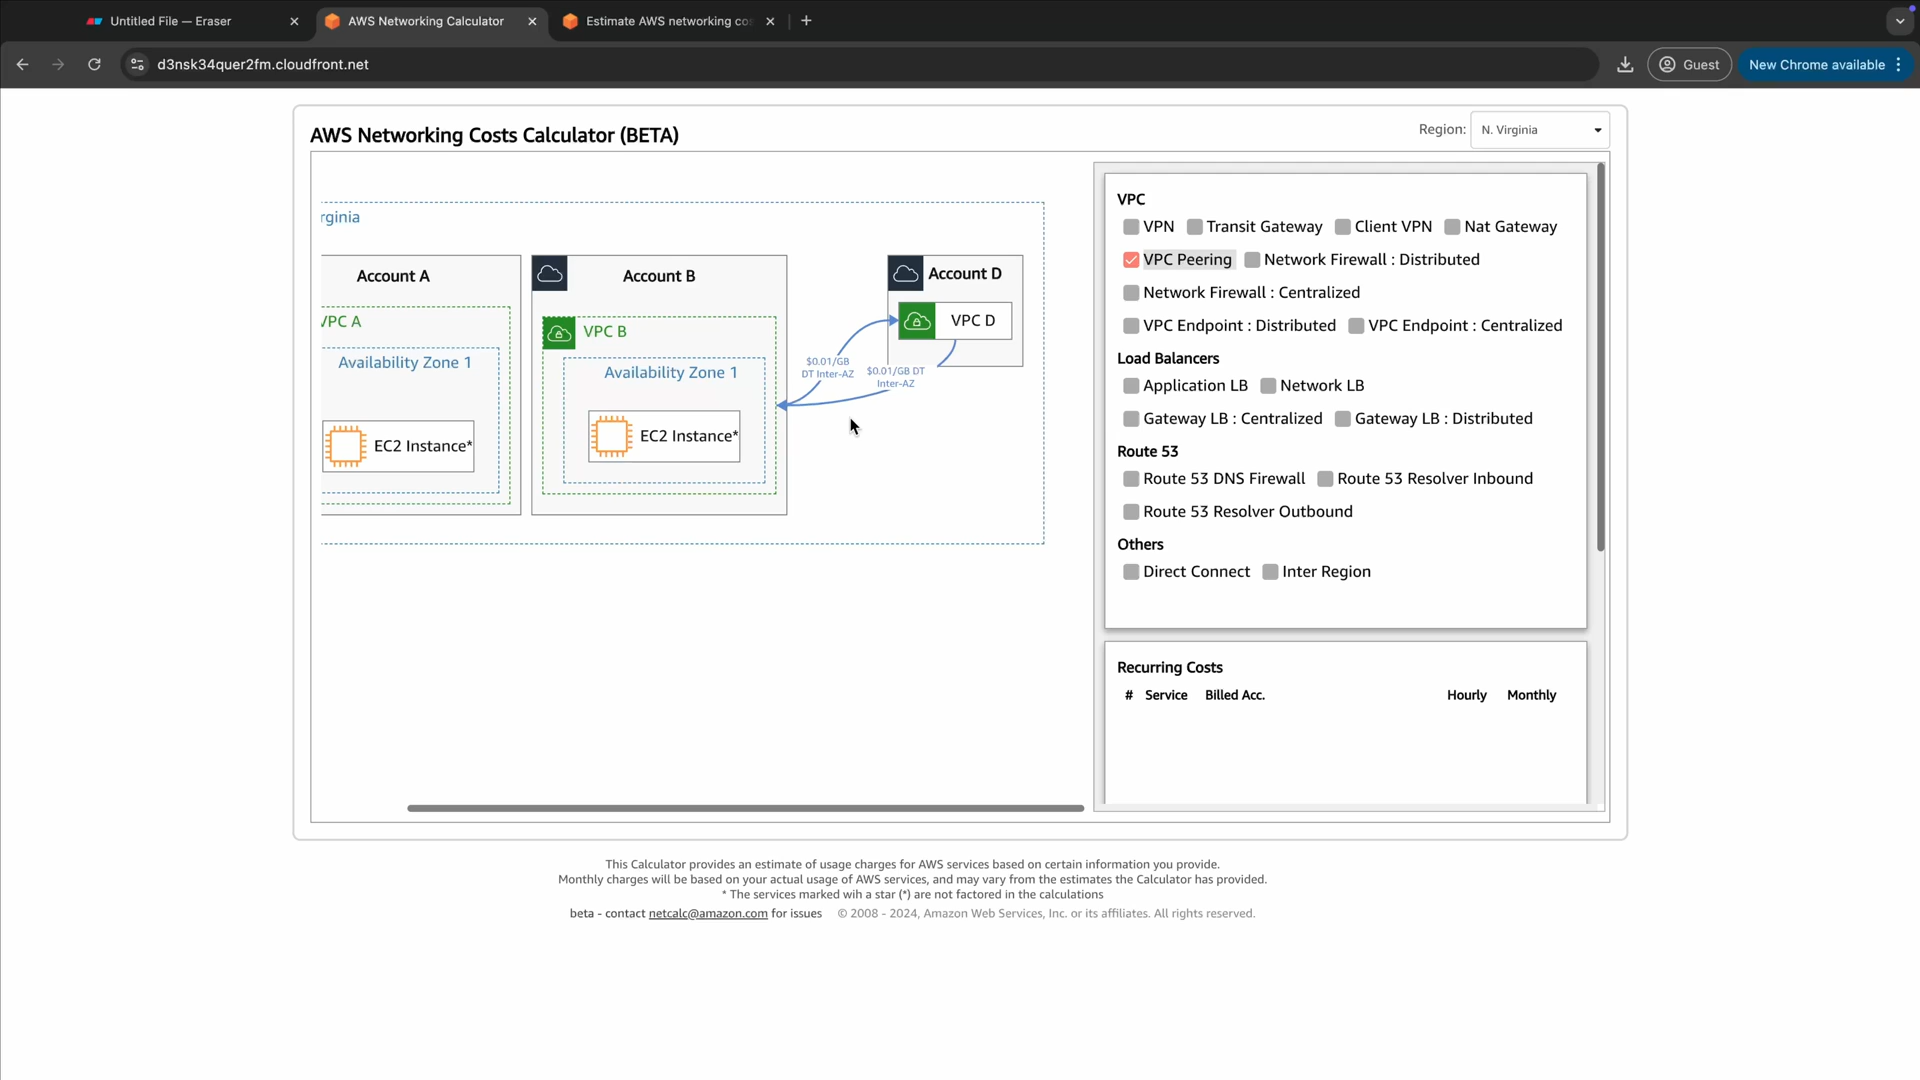 Untitled File — Eraser
AWS Networking Calculator
Estimate AWS networking co
d3nsk34quer2fm.cloudfront.net
Guest
New Chrome available
AWS Networking Costs Calculator (BETA)
Region:
N. Virginia
rginia
Account A
Account B
Account D
VPC A
VPC B
VPC D
Availability Zone 1
Availability Zone 1
$0.01/GB
DT Inter-AZ
$0.01/GB DT
Inter-AZ
EC2 Instance*
EC2 Instance*
VPC
VPN Transit Gateway Client VPN Nat Gateway
VPC Peering Network Firewall : Distributed
Network Firewall : Centralized
VPC Endpoint : Distributed VPC Endpoint : Centralized
Load Balancers
Application LB Network LB
Gateway LB : Centralized Gateway LB : Distributed
Route 53
Route 53 DNS Firewall Route 53 Resolver Inbound
Route 53 Resolver Outbound
Others
Direct Connect Inter Region
Recurring Costs
# Service Billed Acc. Hourly Monthly
This Calculator provides an estimate of usage charges for AWS services based on certain information you provide.
Monthly charges will be based on your actual usage of AWS services, and may vary from the estimates the Calculator has provided.
* The services marked wih a star (*) are not factored in the calculations
beta - contact netcalc@amazon.com for issues © 2008 - 2024, Amazon Web Services, Inc. or its affiliates. All rights reserved.